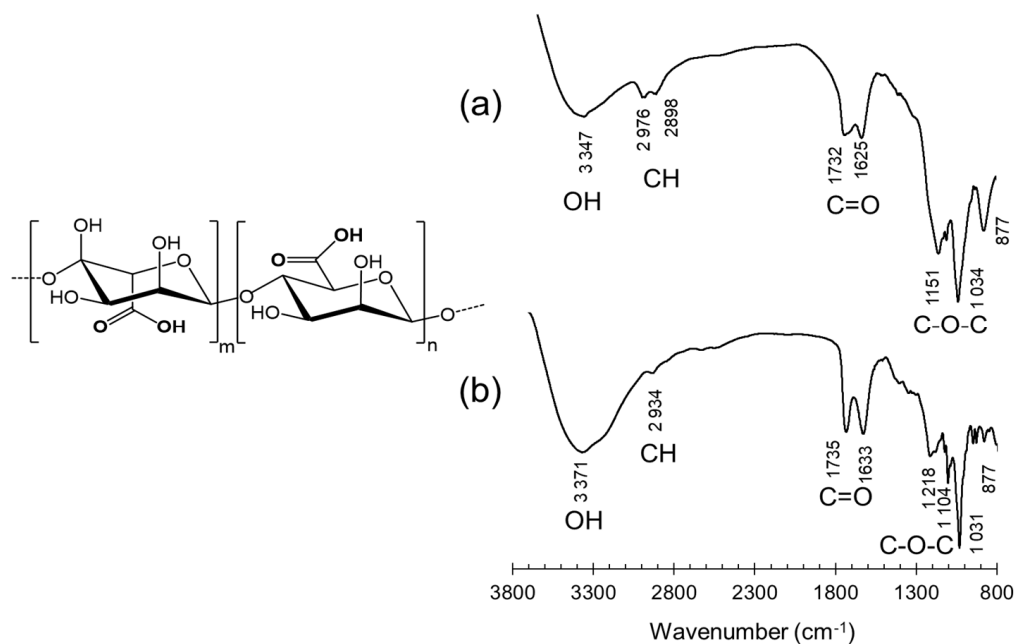 OH
OH
O
O
HO
O
OH
O
m
O
OH
OH
O
HO
OH
O
n
O
(a)
3 347
OH
2 976
2898
CH
1732
1625
C=O
1151
1 034
877
C-O-C
(b)
3 371
OH
2 934
CH
1735
1633
C=O
1 218
1 104
1 031
877
C-O-C
3800 3300 2800 2300 1800 1300 800
Wavenumber (cm-1)